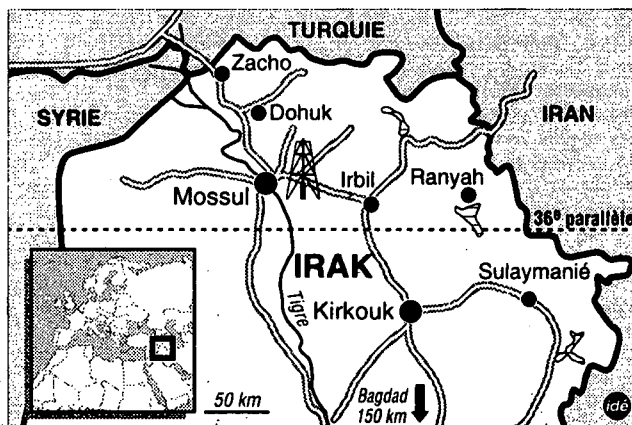 TURQUIE
Zacho
SYRIE
Dohuk
IRAN
Mossul
Irbil
Ranyah
36e parallèle
IRAK
Sulaymanié
Tigre
Kirkouk
50 km
Bagdad
150 km
idé